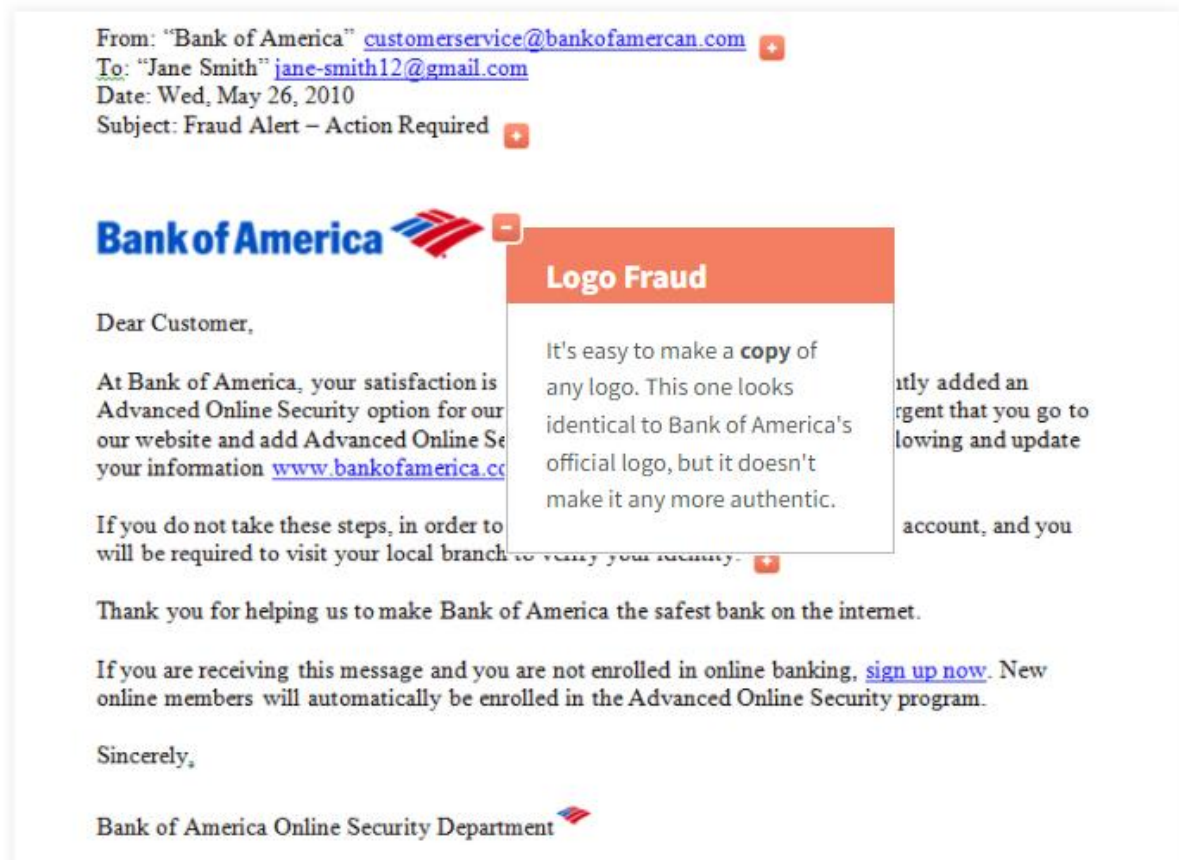 From: “Bank of America” customerservice@bankofamercan.com +
To: “Jane Smith” jane-smith12@gmail.com
Date: Wed, May 26, 2010
Subject: Fraud Alert – Action Required +
Bank of America
Logo Fraud
It's easy to make a copy of
any logo. This one looks
identical to Bank of America's
official logo, but it doesn't
make it any more authentic.
Dear Customer,
At Bank of America, your satisfaction is ntly added an
Advanced Online Security option for our rgent that you go to
our website and add Advanced Online Se lowing and update
your information www.bankofamerica.co
If you do not take these steps, in order to account, and you
will be required to visit your local branch to verify your identity. +
Thank you for helping us to make Bank of America the safest bank on the internet.
If you are receiving this message and you are not enrolled in online banking, sign up now. New
online members will automatically be enrolled in the Advanced Online Security program.
Sincerely,
Bank of America Online Security Department